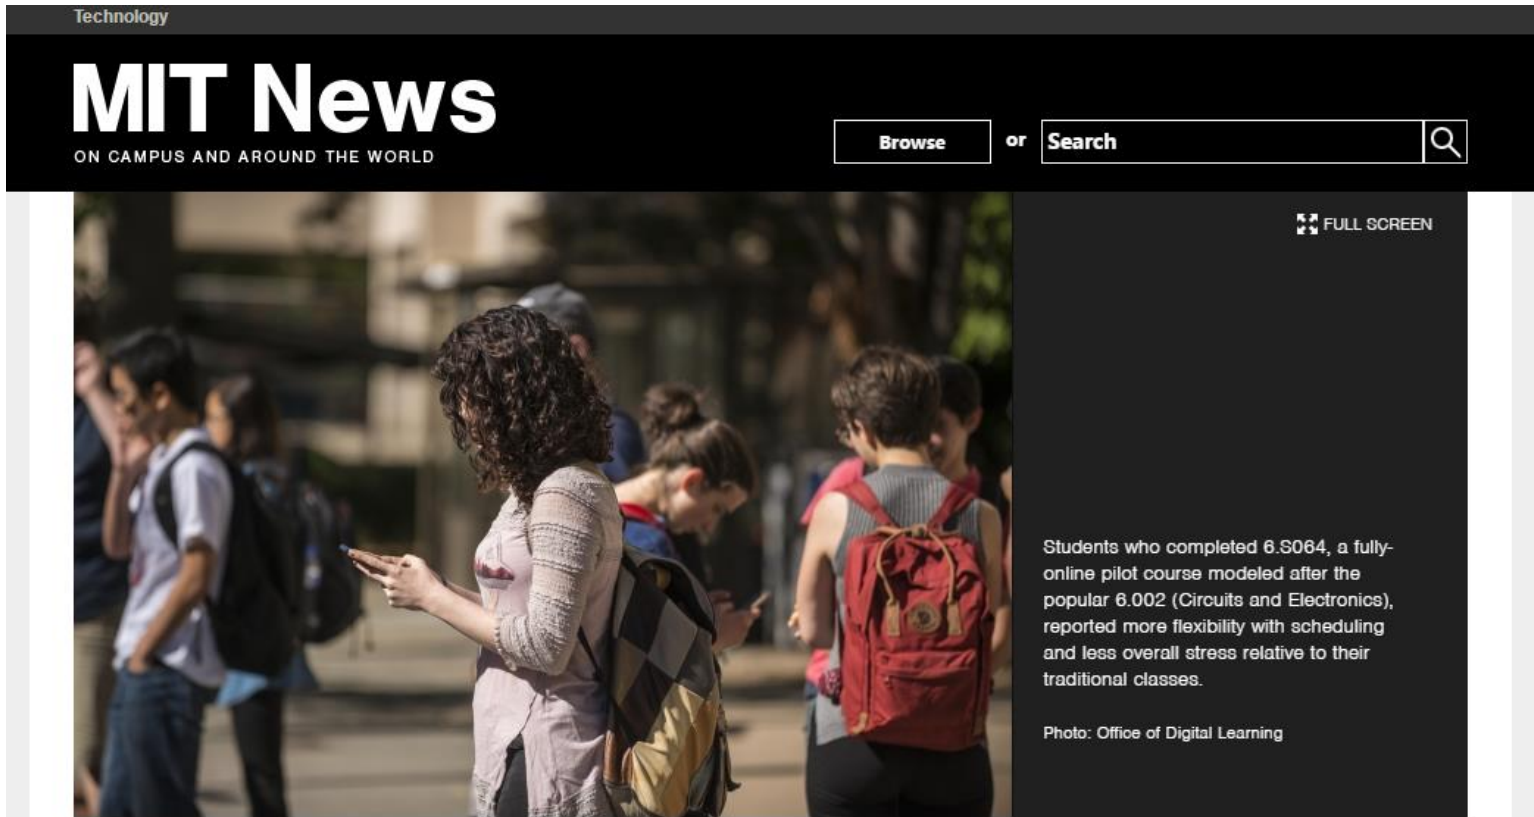 Technology
MIT News
ON CAMPUS AND AROUND THE WORLD
Browse or Search
FULL SCREEN
Students who completed 6.S064, a fully-
online pilot course modeled after the
popular 6.002 (Circuits and Electronics),
reported more flexibility with scheduling
and less overall stress relative to their
traditional classes.
Photo: Office of Digital Learning